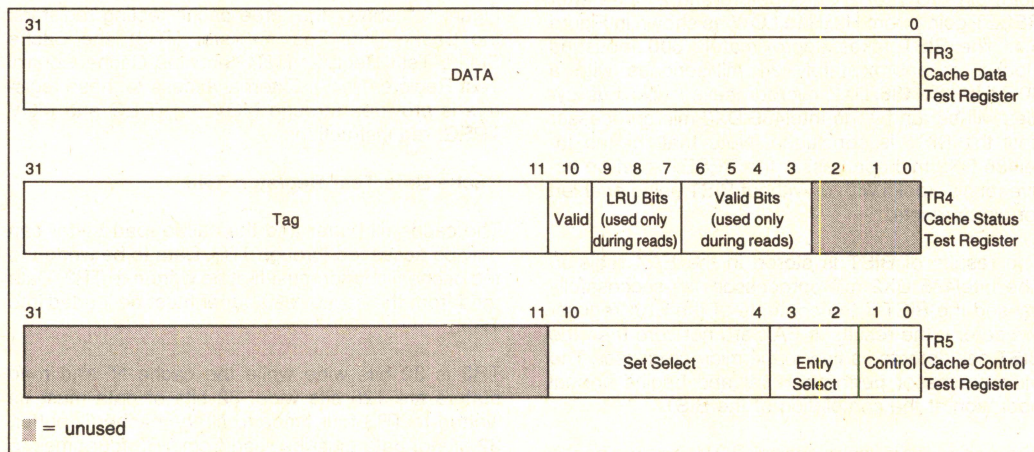 31 0
DATA
TR3
Cache Data
Test Register
31 11 10 9 8 7 6 5 4 3 2 1 0
Tag
Valid
LRU Bits
(used only
during reads)
Valid Bits
(used only
during reads)
TR4
Cache Status
Test Register
31 11 10 4 3 2 1 0
Set Select
Entry
Select
Control
TR5
Cache Control
Test Register
= unused